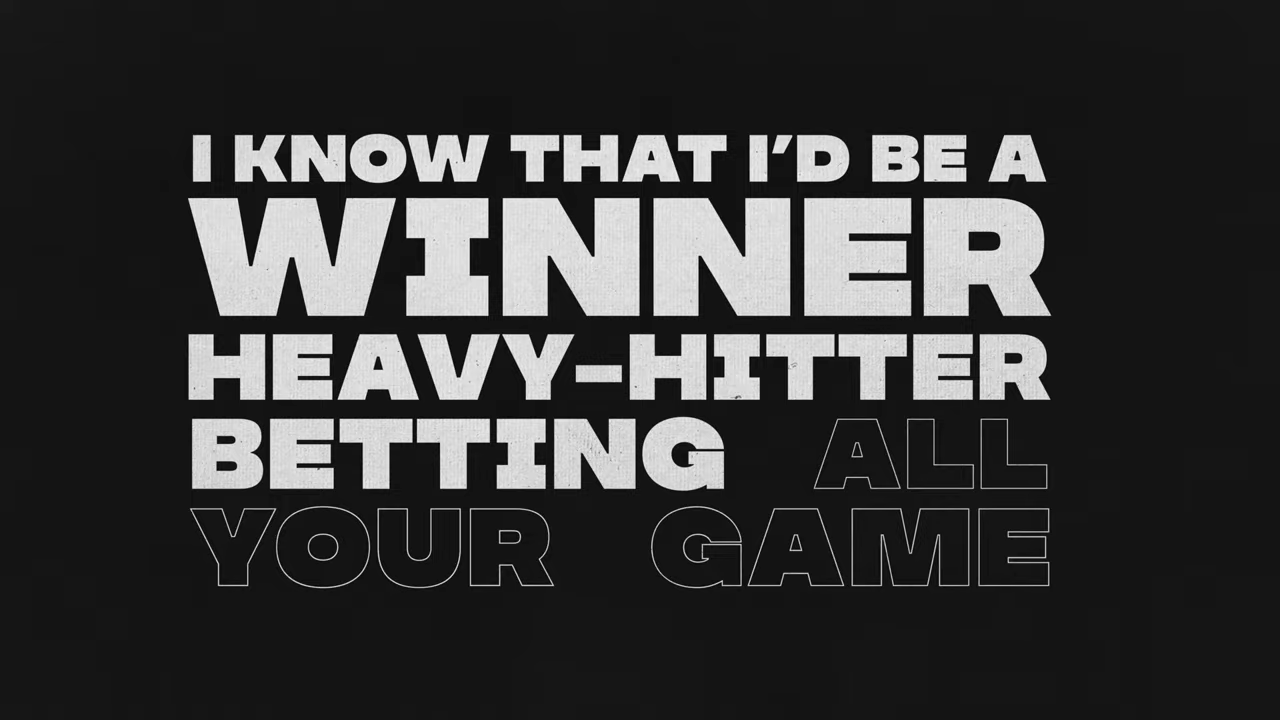 I KNOW THAT I'D BE A
WINNER
HEAVY-HITTER
BETTING ALL
YOUR GAME